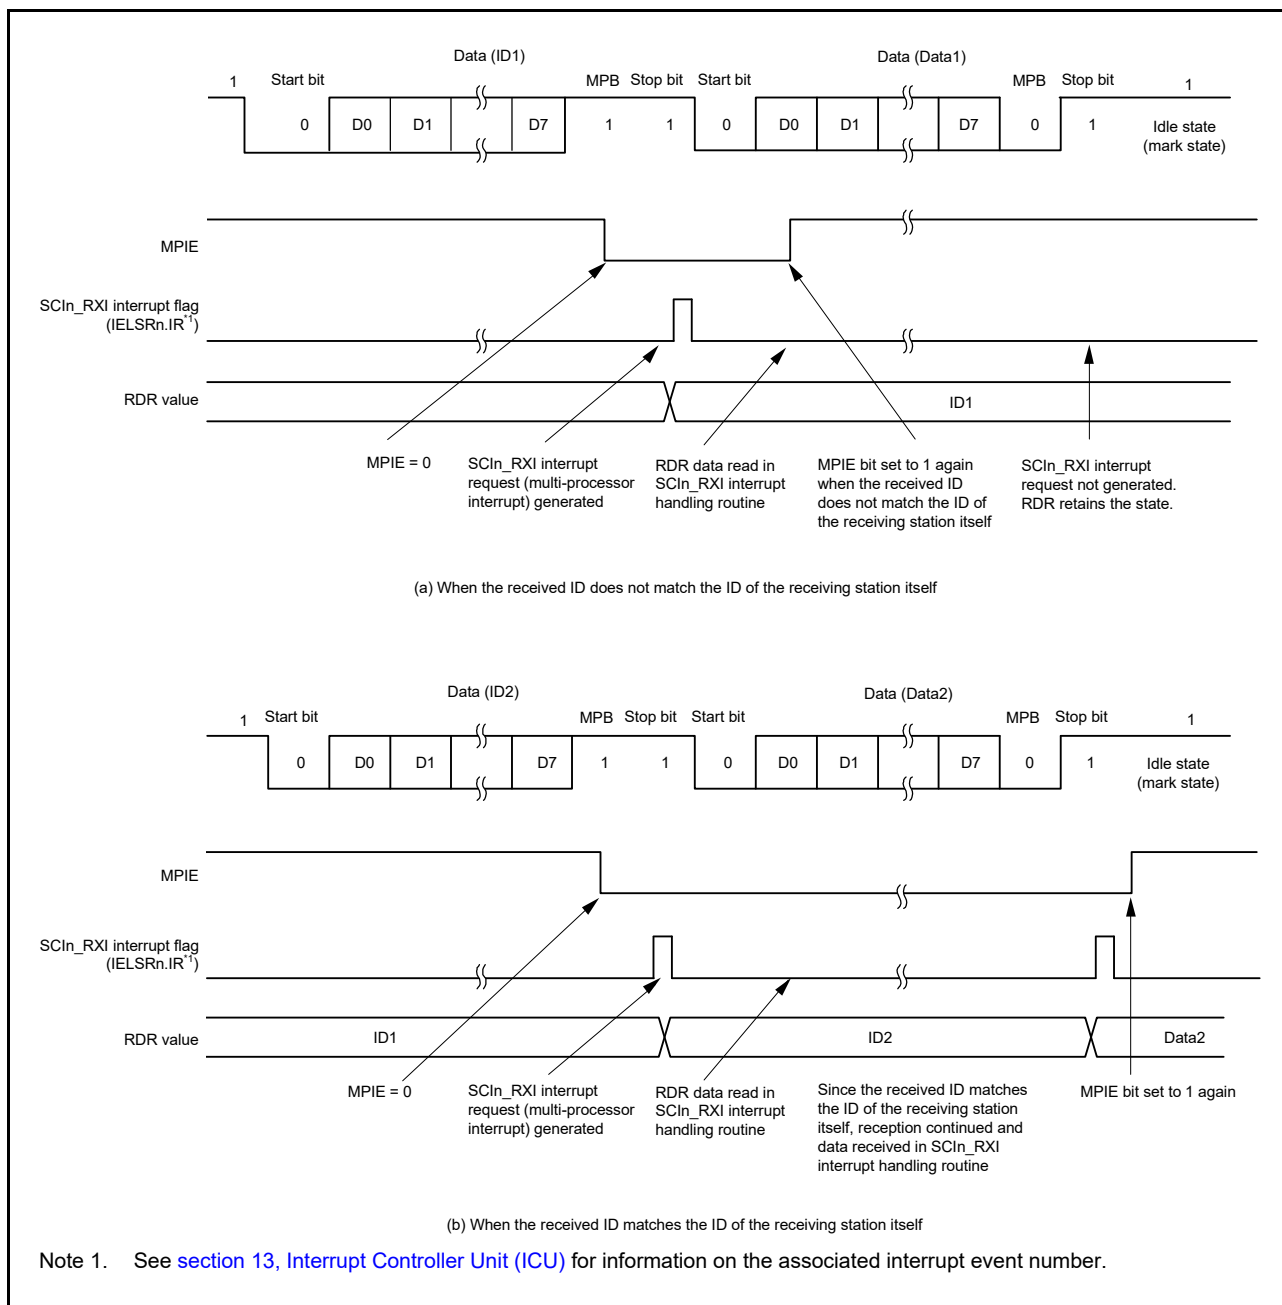 Data (ID1) Data (Data1)
1 Start bit MPB Stop bit Start bit MPB Stop bit 1
0 D0 D1 D7 1 1 0 D0 D1 D7 0 1 Idle state
(mark state)
MPIE
SCIn_RXI interrupt flag
(IELSRn.IR*1)
RDR value ID1
MPIE = 0
SCIn_RXI interrupt
request (multi-processor
interrupt) generated
RDR data read in
SCIn_RXI interrupt
handling routine
MPIE bit set to 1 again
when the received ID
does not match the ID of
the receiving station itself
SCIn_RXI interrupt
request not generated.
RDR retains the state.
(a) When the received ID does not match the ID of the receiving station itself
Data (ID2) Data (Data2)
1 Start bit MPB Stop bit Start bit MPB Stop bit 1
0 D0 D1 D7 1 1 0 D0 D1 D7 0 1 Idle state
(mark state)
MPIE
SCIn_RXI interrupt flag
(IELSRn.IR*1)
RDR value ID1 ID2 Data2
MPIE = 0
SCIn_RXI interrupt
request (multi-processor
interrupt) generated
RDR data read in
SCIn_RXI interrupt
handling routine
Since the received ID matches
the ID of the receiving station
itself, reception continued and
data received in SCIn_RXI
interrupt handling routine
MPIE bit set to 1 again
(b) When the received ID matches the ID of the receiving station itself
Note 1. See section 13, Interrupt Controller Unit (ICU) for information on the associated interrupt event number.